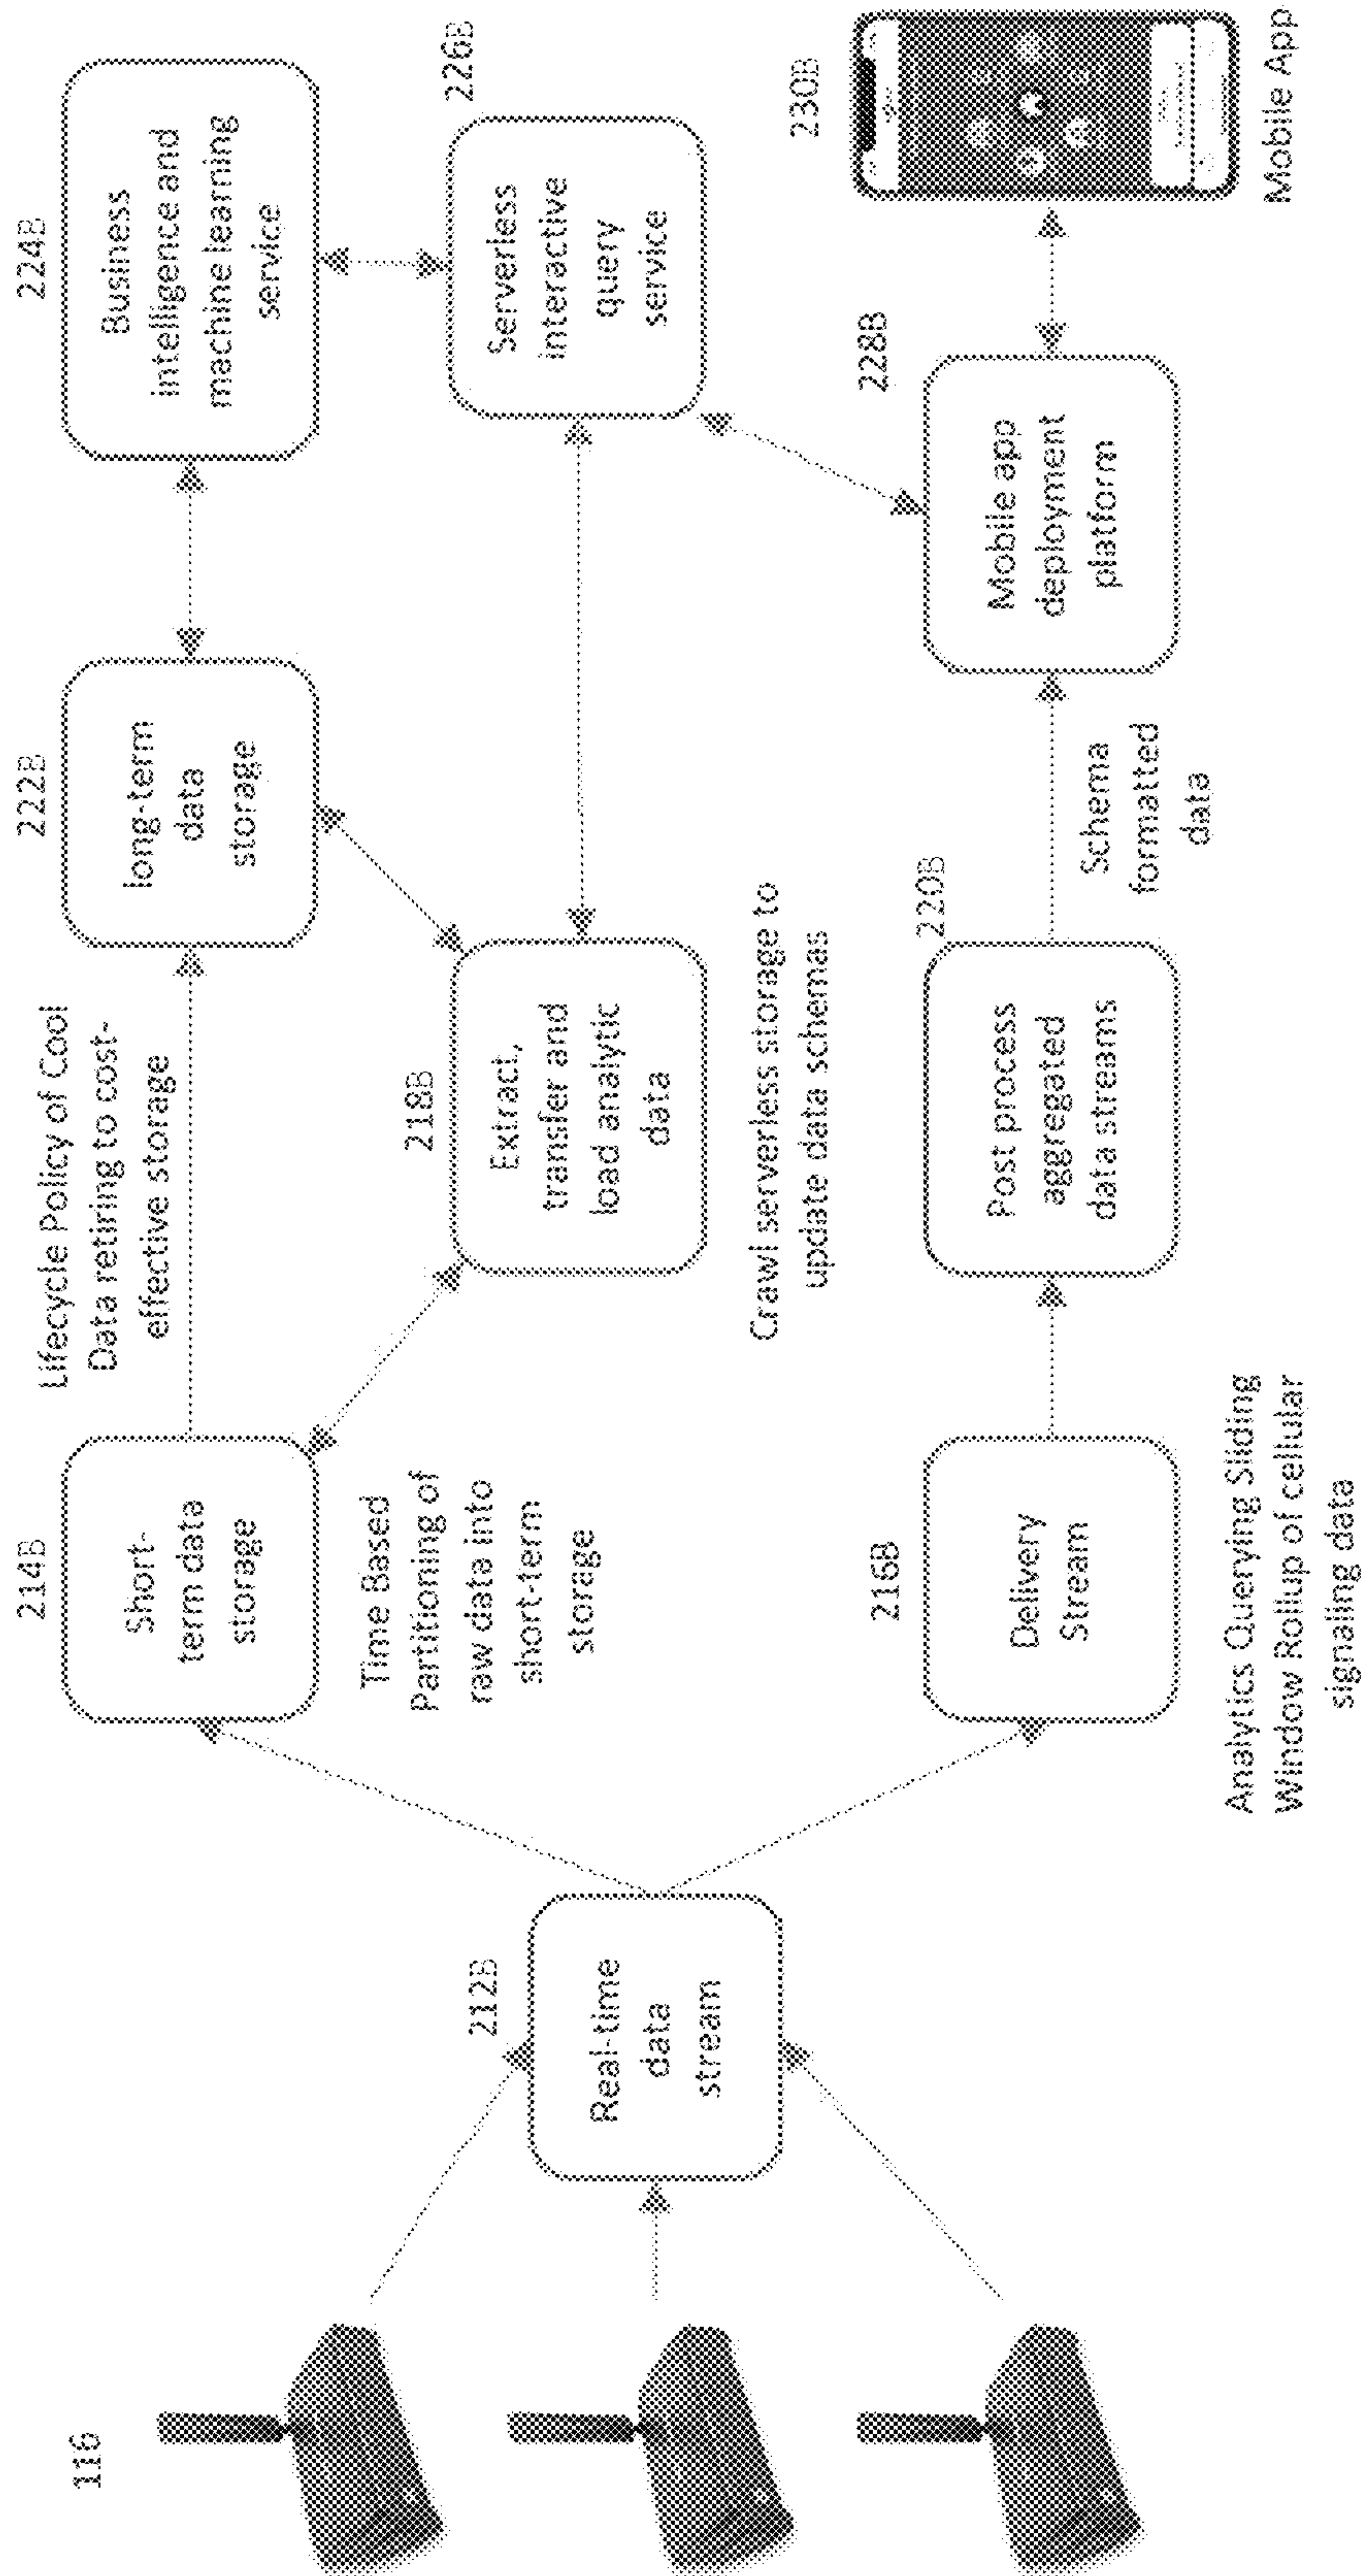 116
212B
Real-time
data
stream
214B
Short-
term data
storage
Time Based
Partitioning of
raw data into
short-term
storage
216B
Delivery
Stream
Analytics Querying Sliding
Window Rollup of cellular
signaling data
Lifecycle Policy of Cool
Data retiring to cost-
effective storage
218B
Extract,
transfer and
load analytic
data
Crawl serverless storage to
update data schemas
220B
Post process
aggregated
data streams
Schema
formatted
data
222B
long-term
data
storage
224B
Business
intelligence and
machine learning
service
226B
Serverless
interactive
query
service
228B
Mobile app
deployment
platform
230B
Mobile App